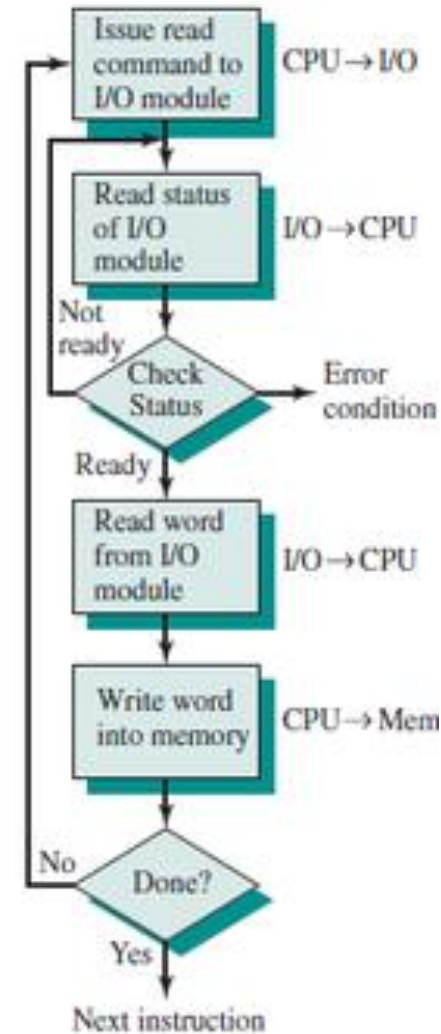 Issue read
command to
I/O module
CPU→I/O
Read status
of I/O
module
I/O→CPU
Not
ready
Check
Status
Error
condition
Ready
Read word
from I/O
module
I/O→CPU
Write word
into memory
CPU→Mem
No
Done?
Yes
Next instruction